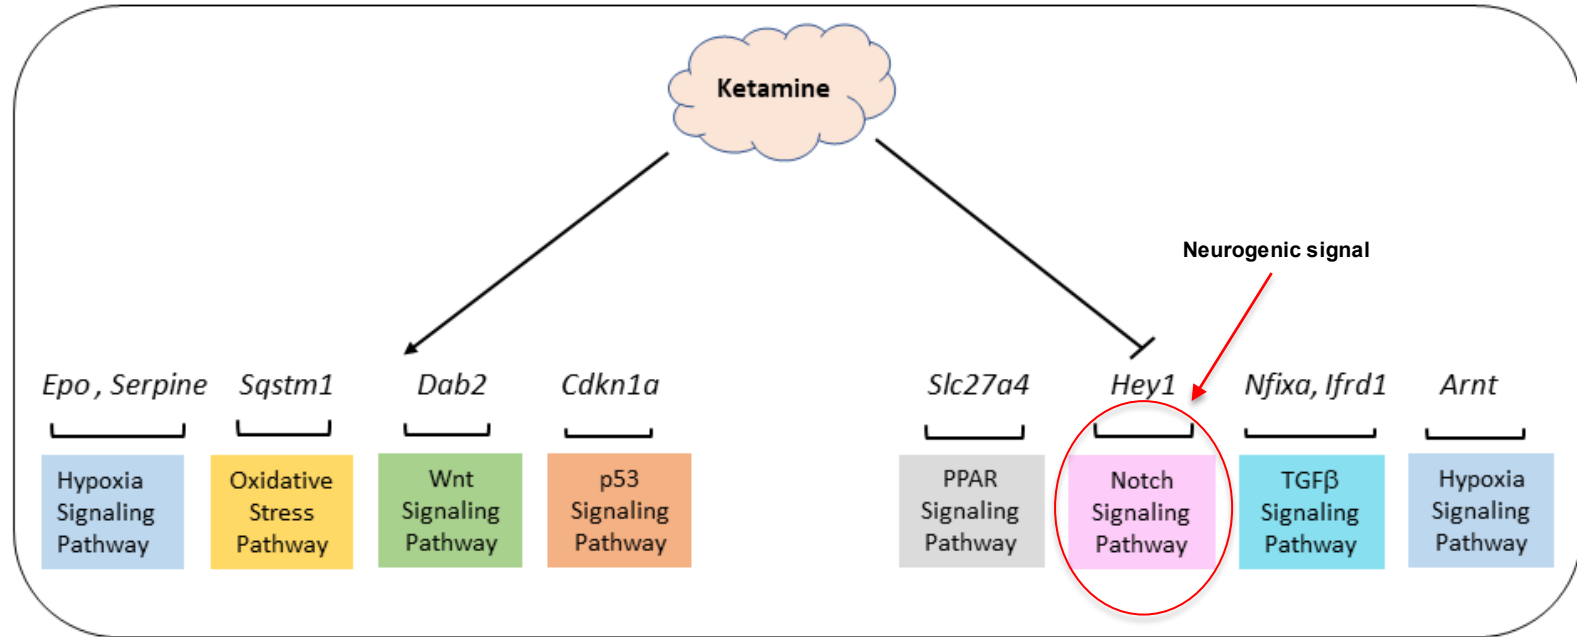 Ketamine
Neurogenic signal
Epo , Serpine
Sqstm1
Dab2
Cdkn1a
Slc27a4
Hey1
Nfixa, Ifrd1
Arnt
Hypoxia
Signaling
Pathway
Oxidative
Stress
Pathway
Wnt
Signaling
Pathway
p53
Signaling
Pathway
PPAR
Signaling
Pathway
Notch
Signaling
Pathway
TGFβ
Signaling
Pathway
Hypoxia
Signaling
Pathway